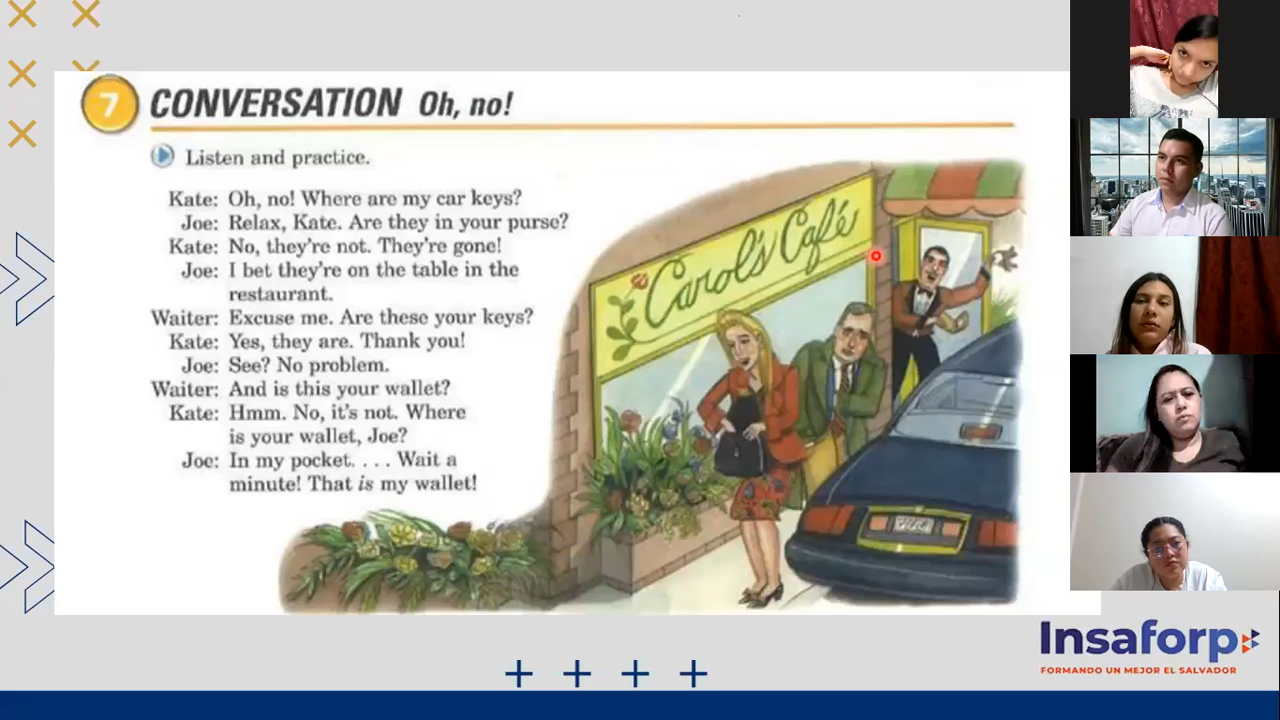 7 CONVERSATION Oh, no!
Listen and practice.
Kate: Oh, no! Where are my car keys?
Joe: Relax, Kate. Are they in your purse?
Kate: No, they're not. They're gone!
Joe: I bet they're on the table in the
restaurant.
Waiter: Excuse me. Are these your keys?
Kate: Yes, they are. Thank you!
Joe: See? No problem.
Waiter: And is this your wallet?
Kate: Hmm. No, it's not. Where
is your wallet, Joe?
Joe: In my pocket. . . . Wait a
minute! That is my wallet!
Carol's Café
Insaforp
FORMANDO UN MEJOR EL SALVADOR